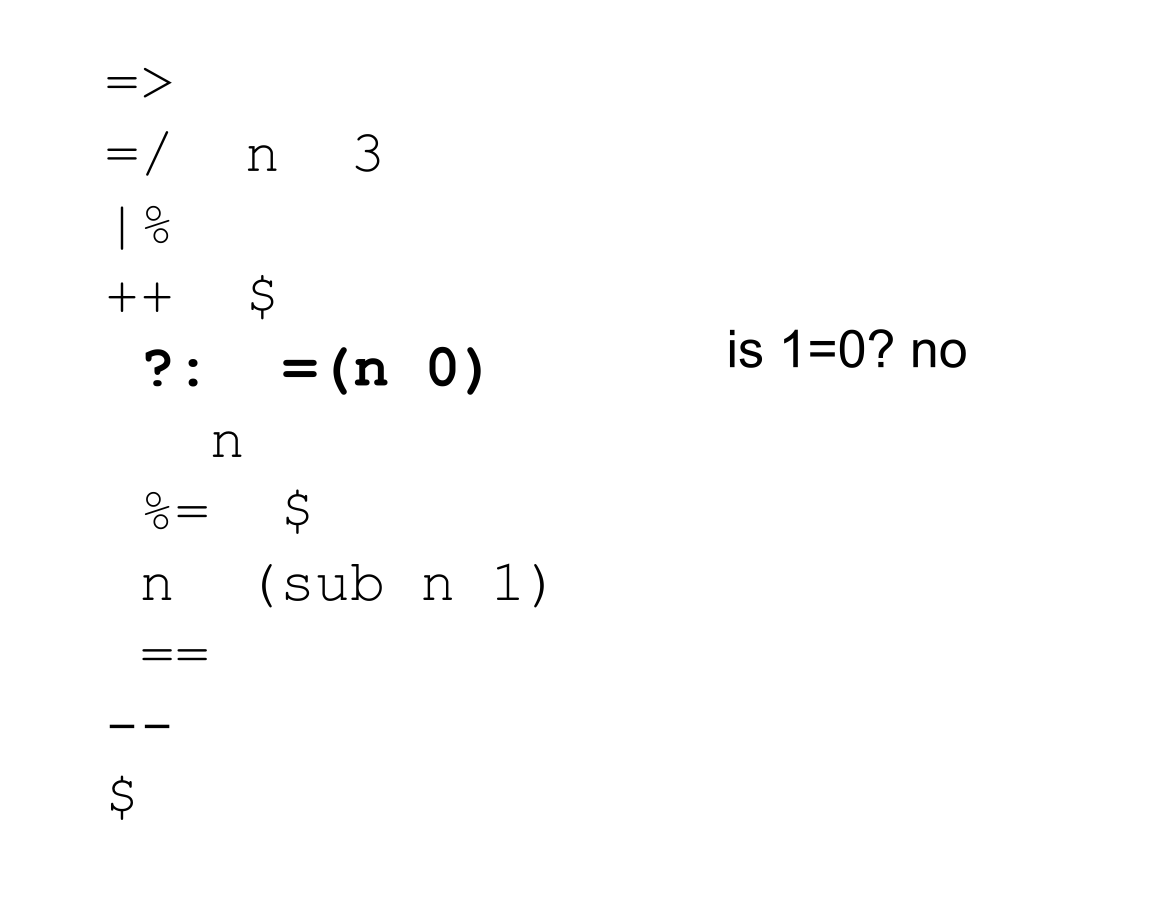 =>
=/  n  3
|%
++  $
 ?:  =(n 0)
   n
 %=  $
 n  (sub n 1)
 ==
--
$
is 1=0? no